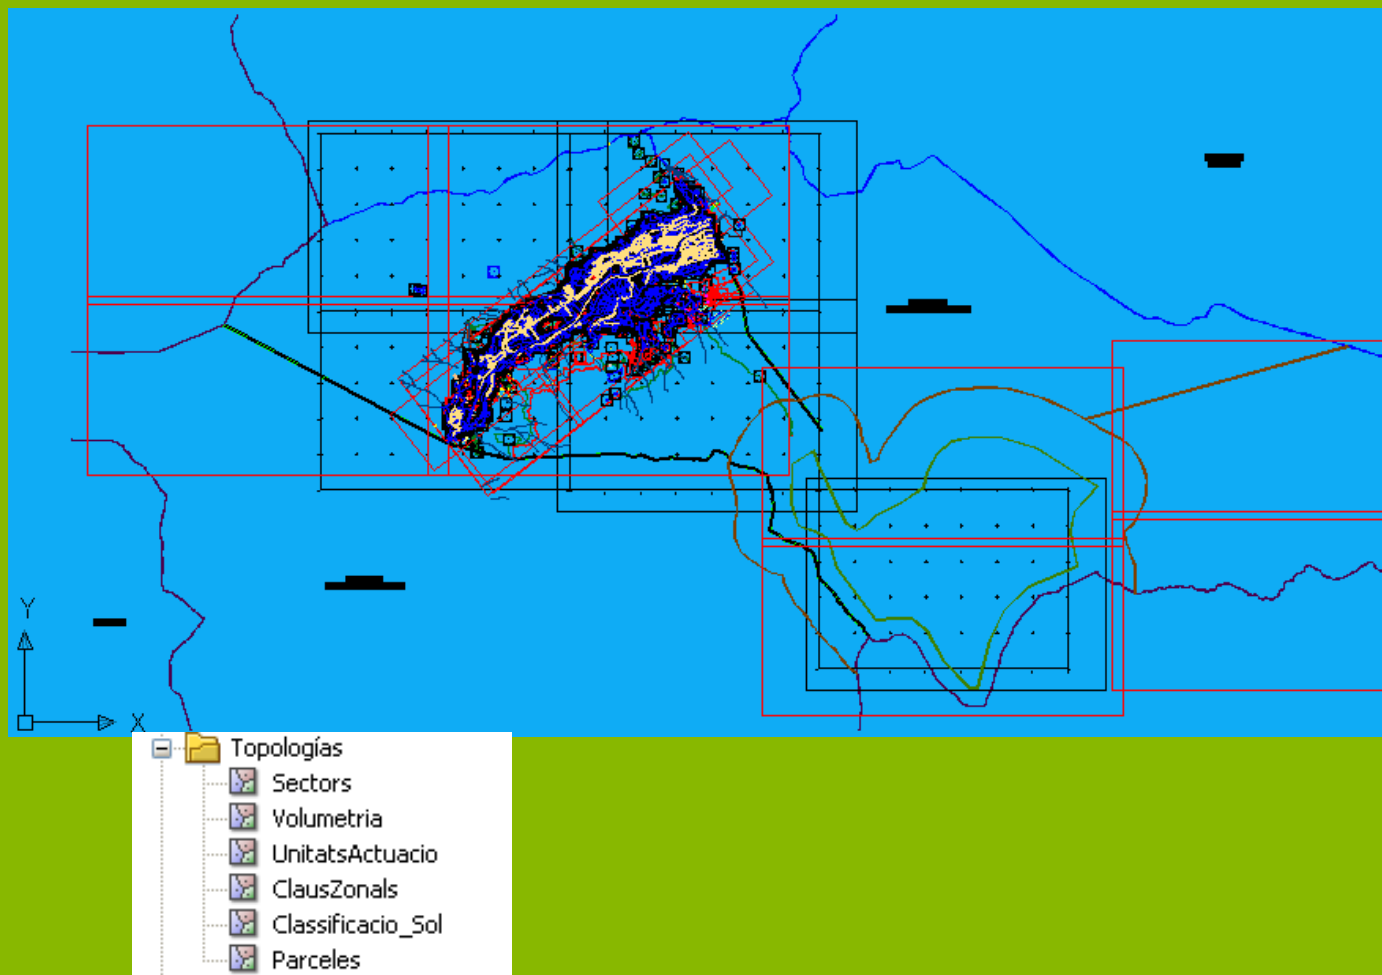 Y
X
Topologías
Sectors
Volumetria
UnitatsActuacio
ClausZonals
Classificacio_Sol
Parceles